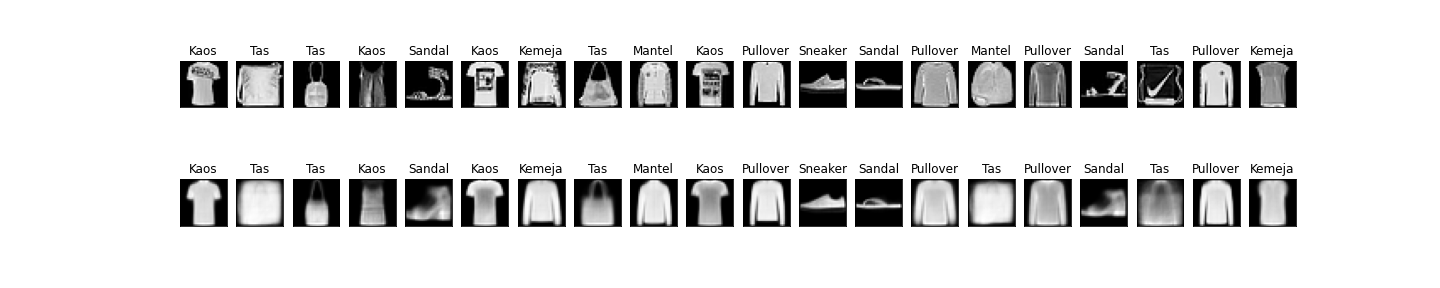 Kaos Tas Tas Kaos Sandal Kaos Kemeja Tas Mantel Kaos Pullover Sneaker Sandal Pullover Mantel Pullover Sandal Tas Pullover Kemeja
Kaos Tas Tas Kaos Sandal Kaos Kemeja Tas Mantel Kaos Pullover Sneaker Sandal Pullover Tas Pullover Sandal Tas Pullover Kemeja